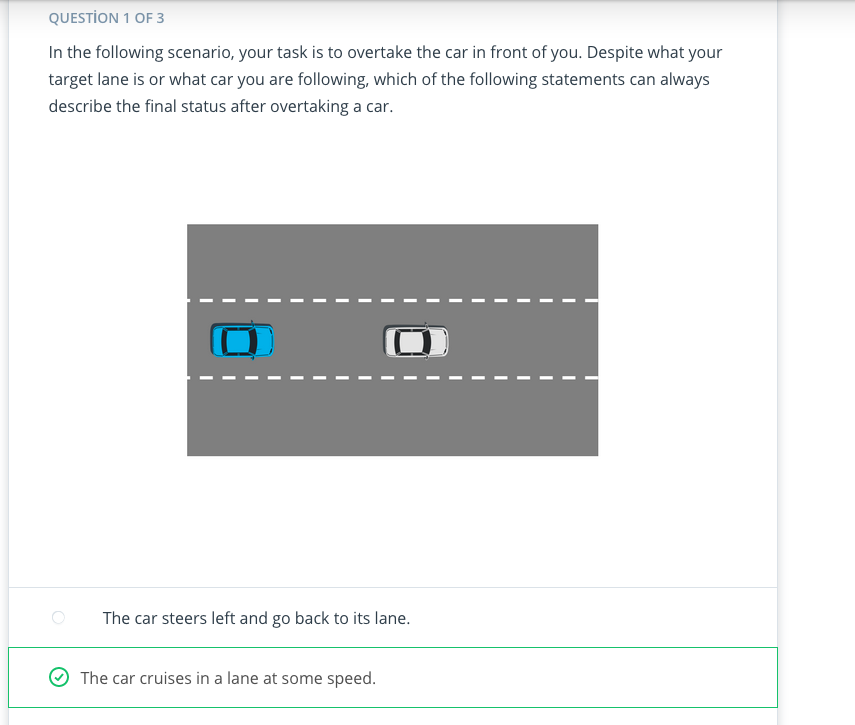 QUESTİON 1 OF 3
In the following scenario, your task is to overtake the car in front of you. Despite what your
target lane is or what car you are following, which of the following statements can always
describe the final status after overtaking a car.
The car steers left and go back to its lane.
The car cruises in a lane at some speed.